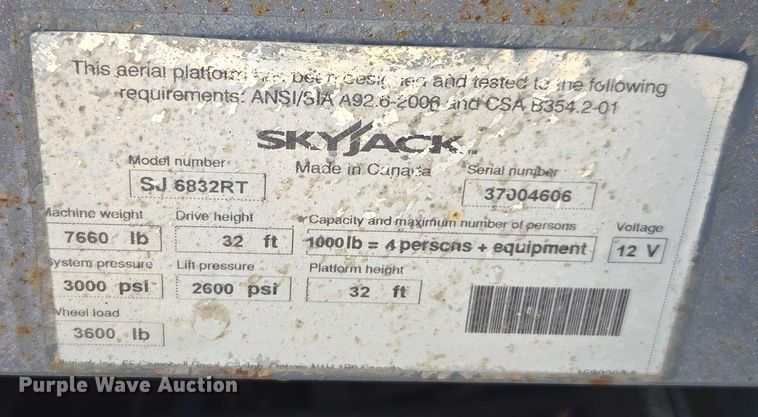 This aerial platform has been designed and tested to the following
requirements: ANSI/SIA A92.6-2006 and CSA B354.2-01
SKYJACK
Made in Canada
Model number
SJ 6832RT
Serial number
37004606
Machine weight
7660 lb
Drive height
32 ft
Capacity and maximum number of persons
1000 lb = 4 persons + equipment
Voltage
12 V
System pressure
3000 psi
Lift pressure
2600 psi
Platform height
32 ft
Wheel load
3600 lb
Purple Wave Auction